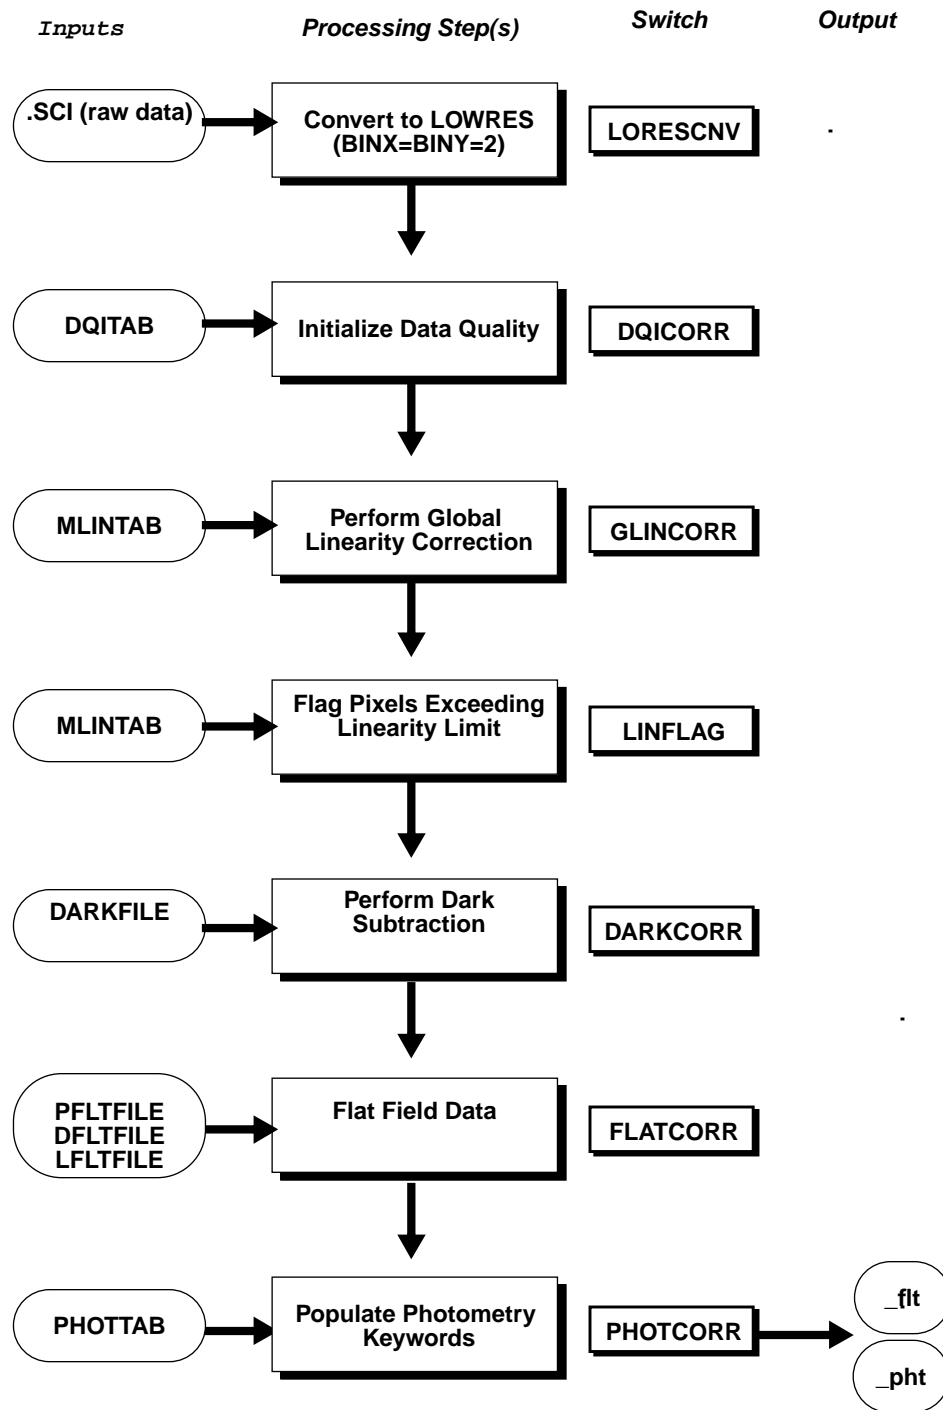 Inputs Processing Step(s) Switch Output
.SCI (raw data)
Convert to LOWRES
(BINX=BINY=2)
LORESCNV
DQITAB
Initialize Data Quality
DQICORR
MLINTAB
Perform Global
Linearity Correction
GLINCORR
MLINTAB
Flag Pixels Exceeding
Linearity Limit
LINFLAG
DARKFILE
Perform Dark
Subtraction
DARKCORR
PFLTFILE
DFLTFILE
LFLTFILE
Flat Field Data
FLATCORR
PHOTTAB
Populate Photometry
Keywords
PHOTCORR
_flt
_pht